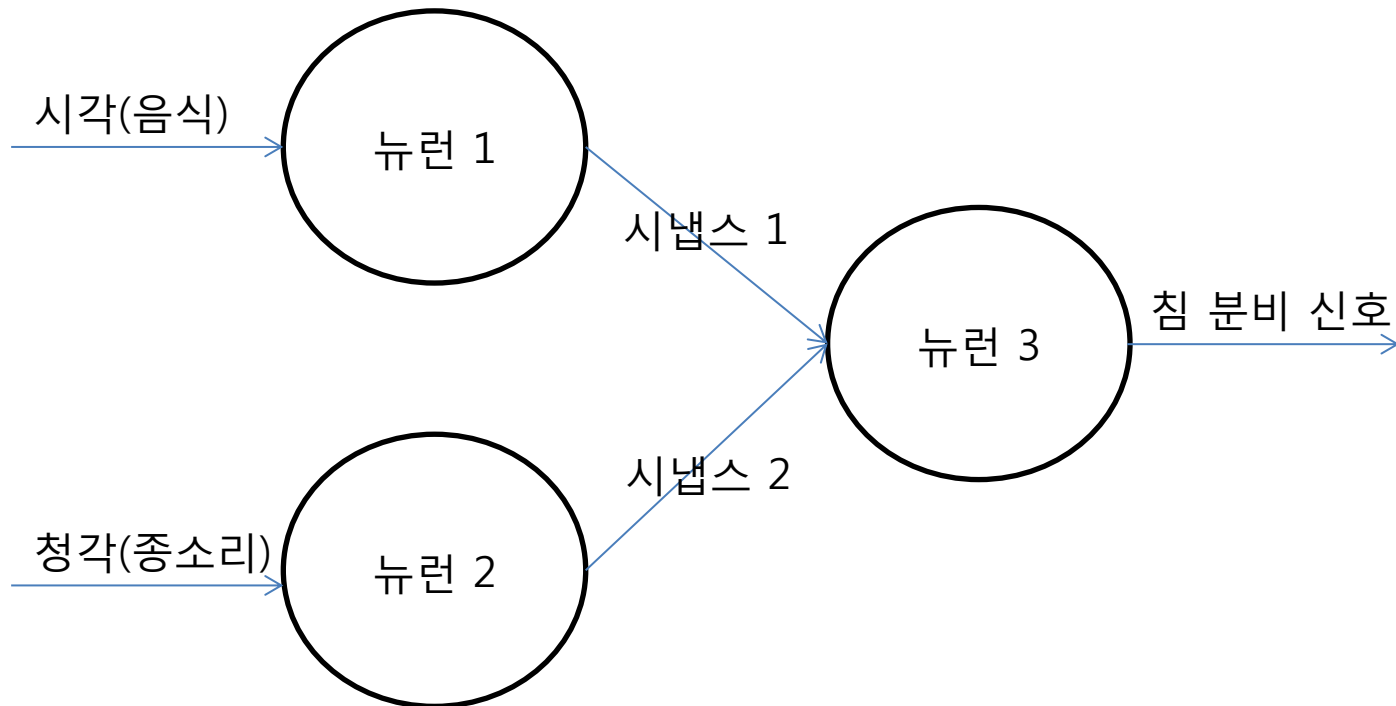 시각(음식)
뉴런 1
시냅스 1
뉴런 3
침 분비 신호
시냅스 2
청각(종소리)
뉴런 2